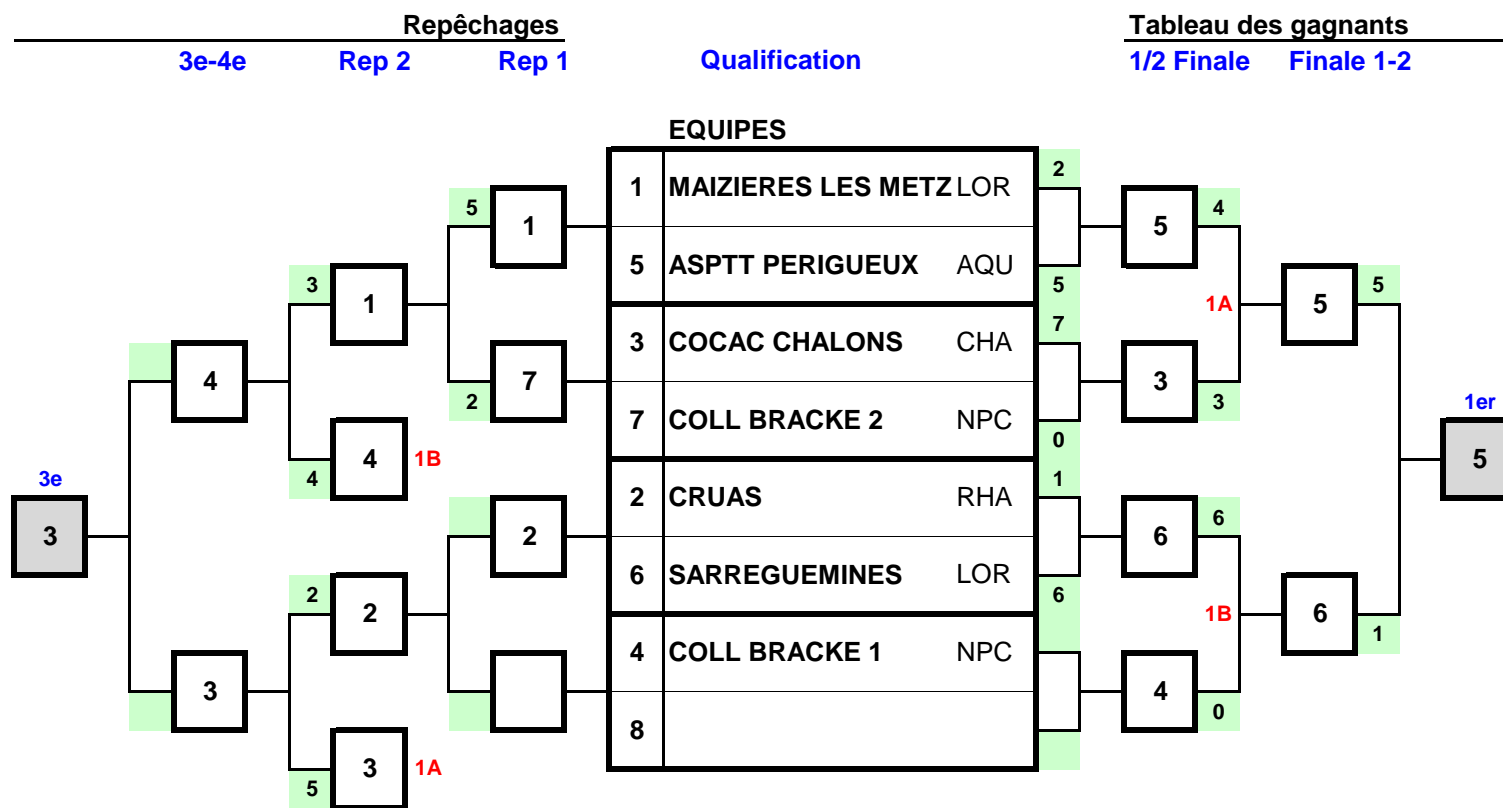 Repêchages Tableau des gagnants
3e-4e Rep 2 Rep 1 Qualification 1/2 Finale Finale 1-2
EQUIPES
2
1 MAIZIERES LES METZ LOR
5 1 5 4
5 ASPTT PERIGUEUX AQU
3 5 5
1 1A 5
7
3 COCAC CHALONS CHA
4 7 3
2 3
7 COLL BRACKE 2 NPC 1er
0
4 1B 5
4 1
3e
2 CRUAS RHA
6
3 2 6
6 SARREGUEMINES LOR
2 6
2 1B 6
1
4 COLL BRACKE 1 NPC
3 4
0
8
3 1A
5